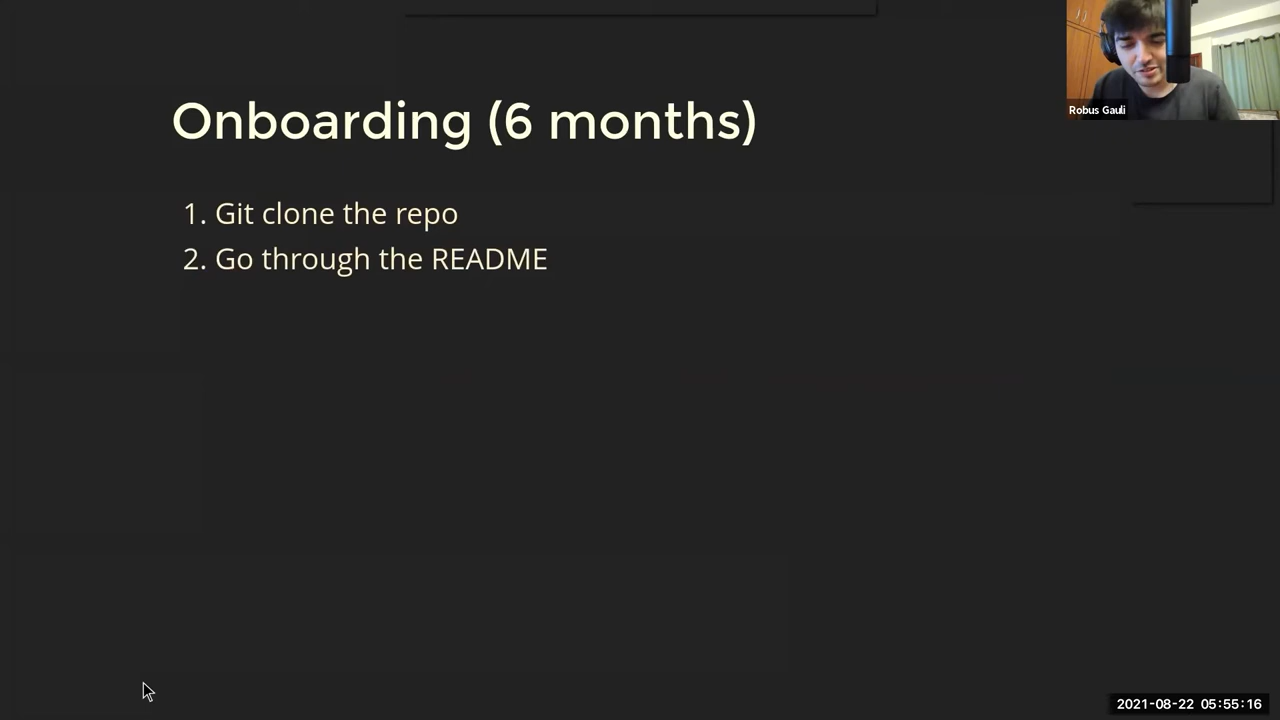 Onboarding (6 months)
1. Git clone the repo
2. Go through the README
Robus Gauli
2021-08-22 05:55:16